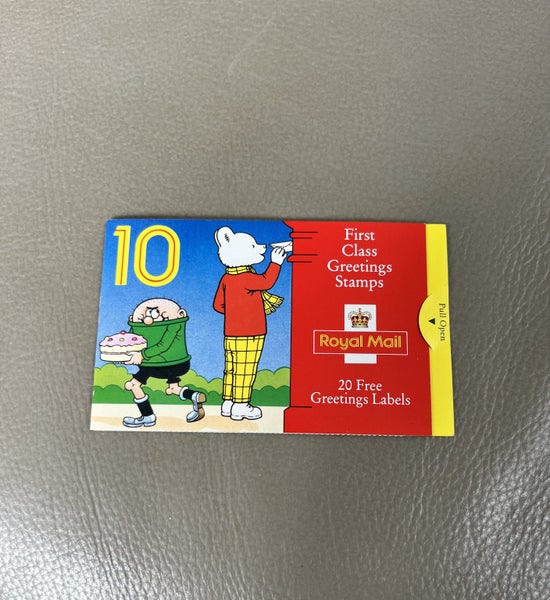 10
First
Class
Greetings
Stamps
Royal Mail
20 Free
Greetings Labels
Pull Open